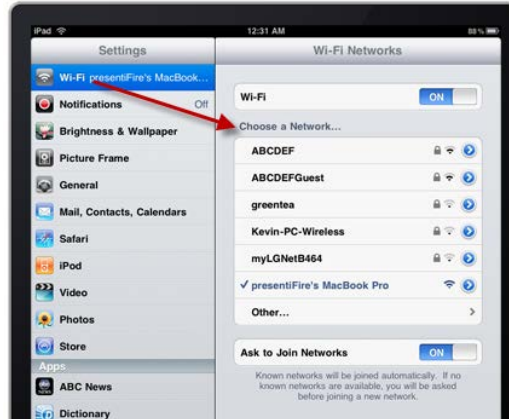 iPad
12:31 AM
88%
Settings
Wi-Fi presentiFire's MacBook...
Notifications
Off
Brightness & Wallpaper
Picture Frame
General
Mail, Contacts, Calendars
Safari
iPod
Video
Photos
Store
Apps
ABC News
Dictionary
Wi-Fi Networks
Wi-Fi
ON
Choose a Network...
ABCDEF
ABCDEFGuest
greentea
Kevin-PC-Wireless
myLGNetB464
✓ presentiFire's MacBook Pro
Other...
Ask to Join Networks
ON
Known networks will be joined automatically. If no
known networks are available, you will be asked
before joining a new network.